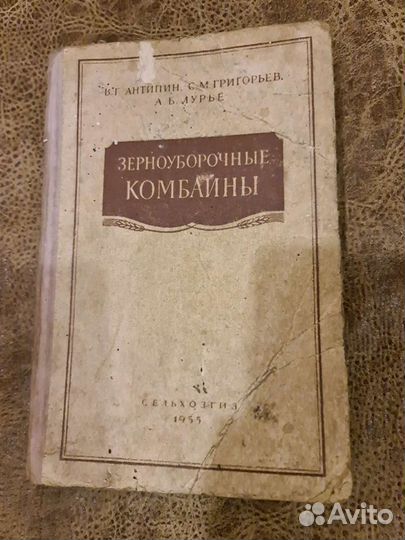 В. Г. АНТИПИН, С. М. ГРИГОРЬЕВ,
А. Б. ЛУРЬЕ
ЗЕРНОУБОРОЧНЫЕ
КОМБАЙНЫ
СЕЛЬХОЗГИЗ
1955
Avito